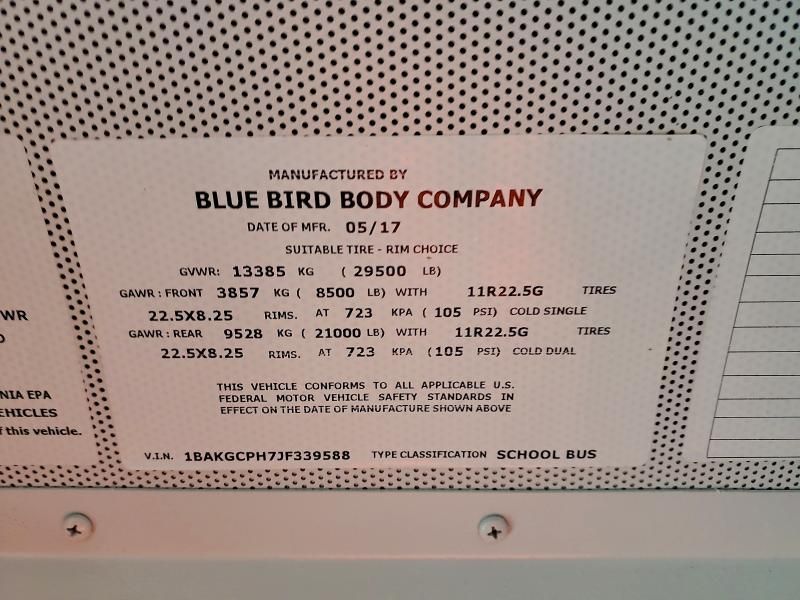 MANUFACTURED BY
BLUE BIRD BODY COMPANY
DATE OF MFR. 05/17
SUITABLE TIRE - RIM CHOICE
GVWR: 13385 KG ( 29500 LB)
GAWR : FRONT 3857 KG ( 8500 LB) WITH 11R22.5G TIRES
22.5X8.25 RIMS. AT 723 KPA ( 105 PSI) COLD SINGLE
GAWR : REAR 9528 KG ( 21000 LB) WITH 11R22.5G TIRES
22.5X8.25 RIMS. AT 723 KPA (105 PSI) COLD DUAL
THIS VEHICLE CONFORMS TO ALL APPLICABLE U.S.
FEDERAL MOTOR VEHICLE SAFETY STANDARDS IN
EFFECT ON THE DATE OF MANUFACTURE SHOWN ABOVE
V.I.N. 1BAKGCPH7JF339588 TYPE CLASSIFICATION SCHOOL BUS
WR
NIA EPA
EHICLES
f this vehicle.